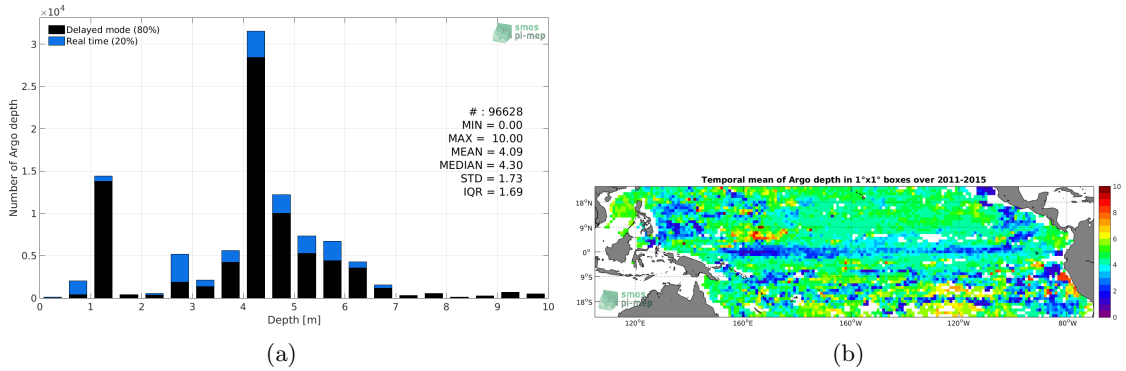 ×10⁴
Delayed mode (80%)
Real time (20%)
smos
pi-mep
3
2.5
2
1.5
1
0.5
0
Number of Argo depth
# : 96628
MIN = 0.00
MAX = 10.00
MEAN = 4.09
MEDIAN = 4.30
STD = 1.73
IQR = 1.69
0 1 2 3 4 5 6 7 8 9 10
Depth [m]
(a)
Temporal mean of Argo depth in 1°x1° boxes over 2011-2015
18°N
9°N
0°
9°S
18°S
smos
pi-mep
120°E 160°E 160°W 120°W 80°W
10
8
6
4
2
0
(b)